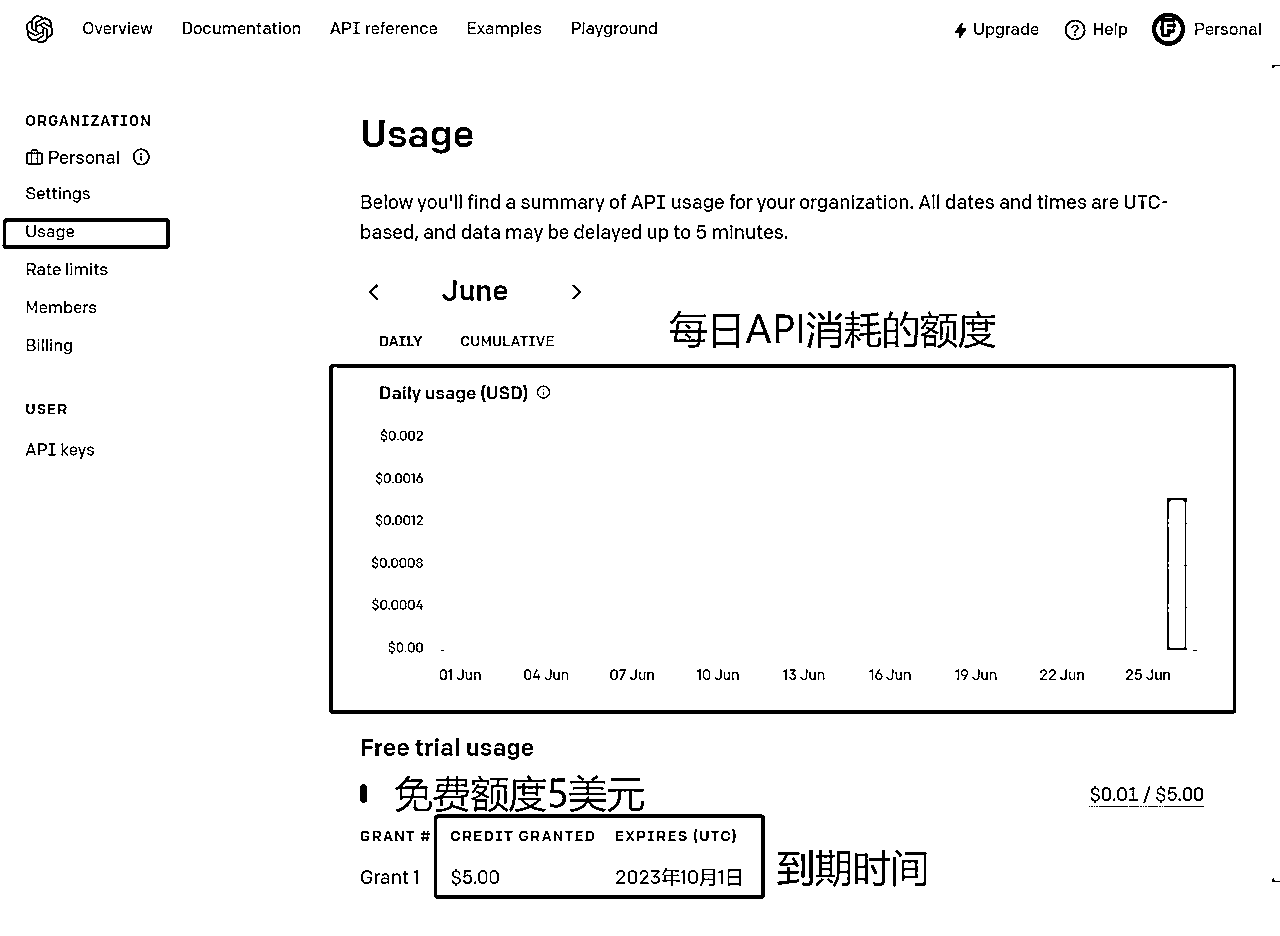 Overview Documentation API reference Examples Playground Upgrade Help Personal
ORGANIZATION
Personal
Settings
Usage
Rate limits
Members
Billing
USER
API keys
Usage
Below you'll find a summary of API usage for your organization. All dates and times are UTC-
based, and data may be delayed up to 5 minutes.
June
每日API消耗的额度
DAILY CUMULATIVE
Daily usage (USD)
$0.002
$0.0016
$0.0012
$0.0008
$0.0004
$0.00
01 Jun 04 Jun 07 Jun 10 Jun 13 Jun 16 Jun 19 Jun 22 Jun 25 Jun
Free trial usage
免费额度5美元
$0.01 / $5.00
GRANT # CREDIT GRANTED EXPIRES (UTC)
Grant 1 $5.00 2023年10月1日
到期时间